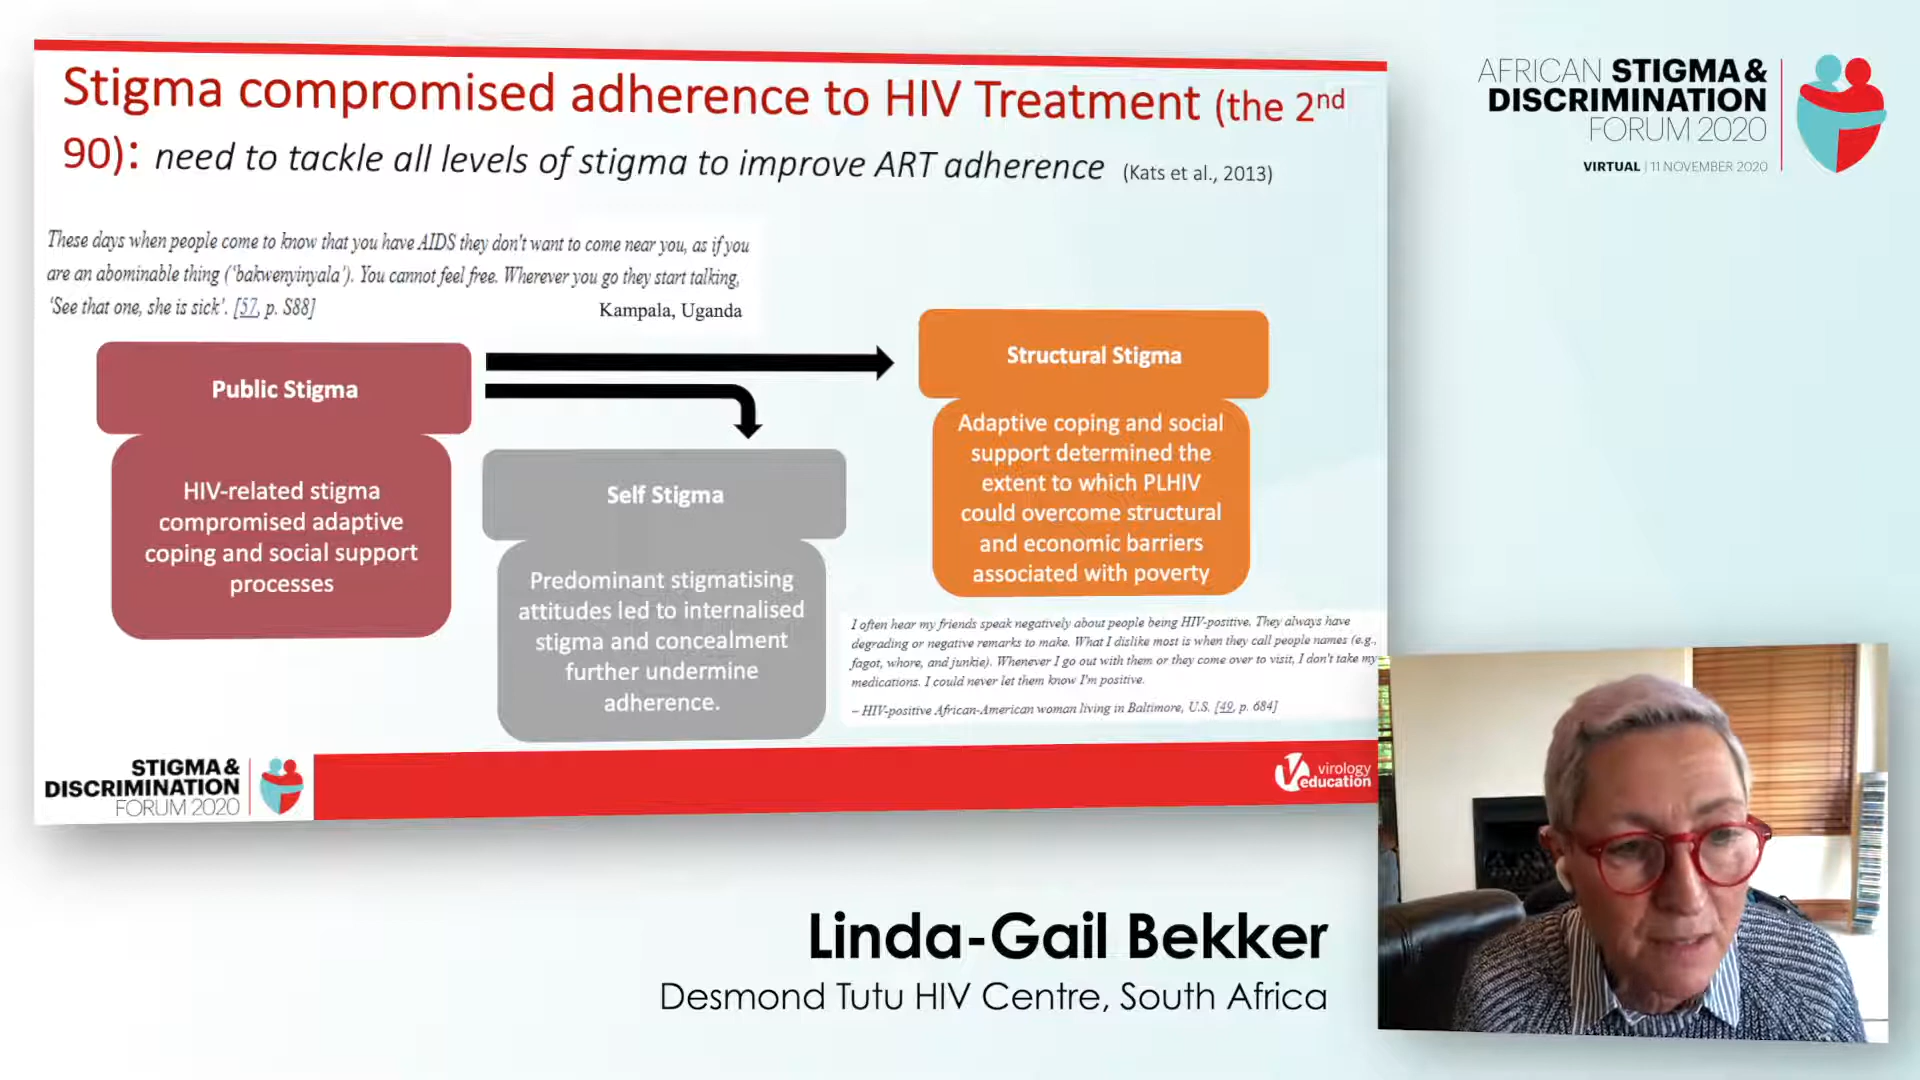 Stigma compromised adherence to HIV Treatment (the 2nd
90): need to tackle all levels of stigma to improve ART adherence (Kats et al., 2013)
These days when people come to know that you have AIDS they don't want to come near you, as if you
are an abominable thing ('bakwenyinyala'). You cannot feel free. Wherever you go they start talking,
'See that one, she is sick'. [57, p. S88]
Kampala, Uganda
Public Stigma
HIV-related stigma
compromised adaptive
coping and social support
processes
Self Stigma
Predominant stigmatising
attitudes led to internalised
stigma and concealment
further undermine
adherence.
Structural Stigma
Adaptive coping and social
support determined the
extent to which PLHIV
could overcome structural
and economic barriers
associated with poverty
I often hear my friends speak negatively about people being HIV-positive. They always have
degrading or negative remarks to make. What I dislike most is when they call people names (e.g.,
fagot, whore, and junkie). Whenever I go out with them or they come over to visit, I don't take my
medications. I could never let them know I'm positive.
– HIV-positive African-American woman living in Baltimore, U.S. [49, p. 684]
STIGMA &
DISCRIMINATION
FORUM 2020
virology
education
AFRICAN STIGMA &
DISCRIMINATION
FORUM 2020
VIRTUAL | 11 NOVEMBER 2020
Linda-Gail Bekker
Desmond Tutu HIV Centre, South Africa